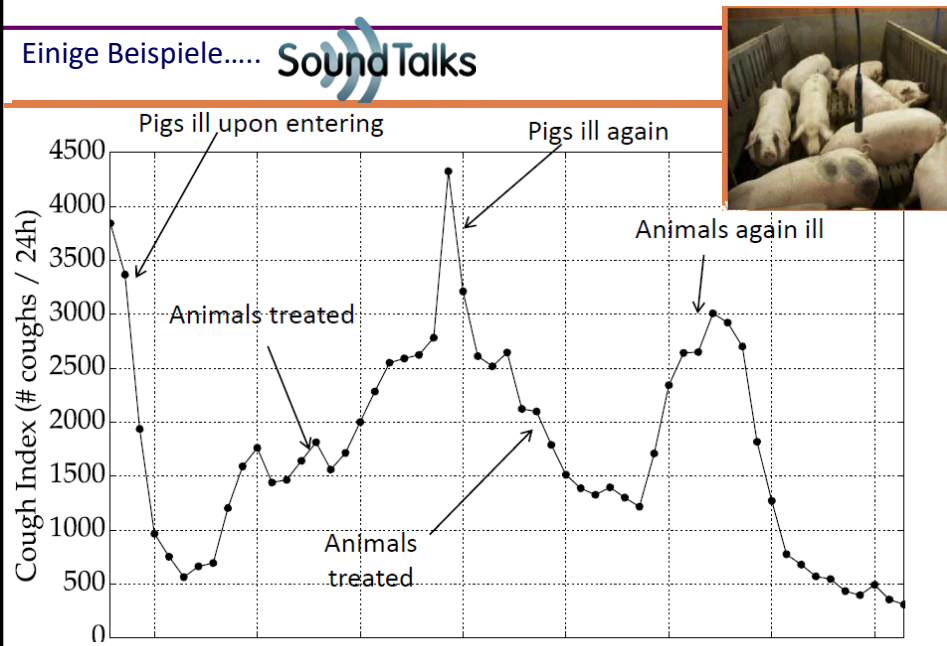 Einige Beispiele.....
SoundTalks
Pigs ill upon entering
Pigs ill again
Animals again ill
Animals treated
Animals
treated
Cough Index (# coughs / 24h)
4500
4000
3500
3000
2500
2000
1500
1000
500
0